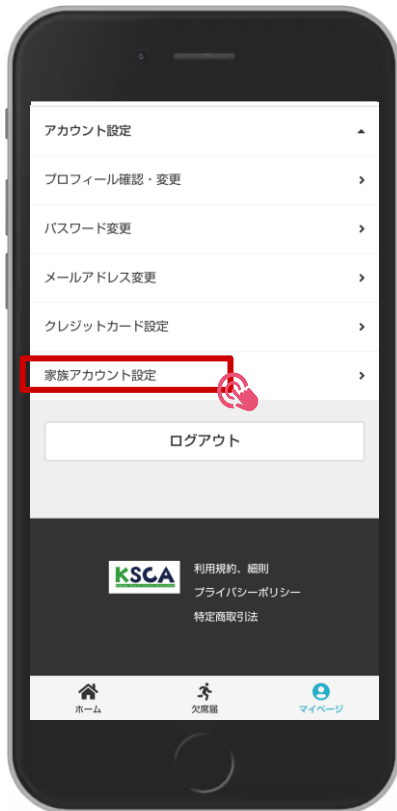 アカウント設定
プロフィール確認・変更
パスワード変更
メールアドレス変更
クレジットカード設定
家族アカウント設定
ログアウト
KSCA
利用規約、細則
プライバシーポリシー
特定商取引法
ホーム
欠席届
マイページ